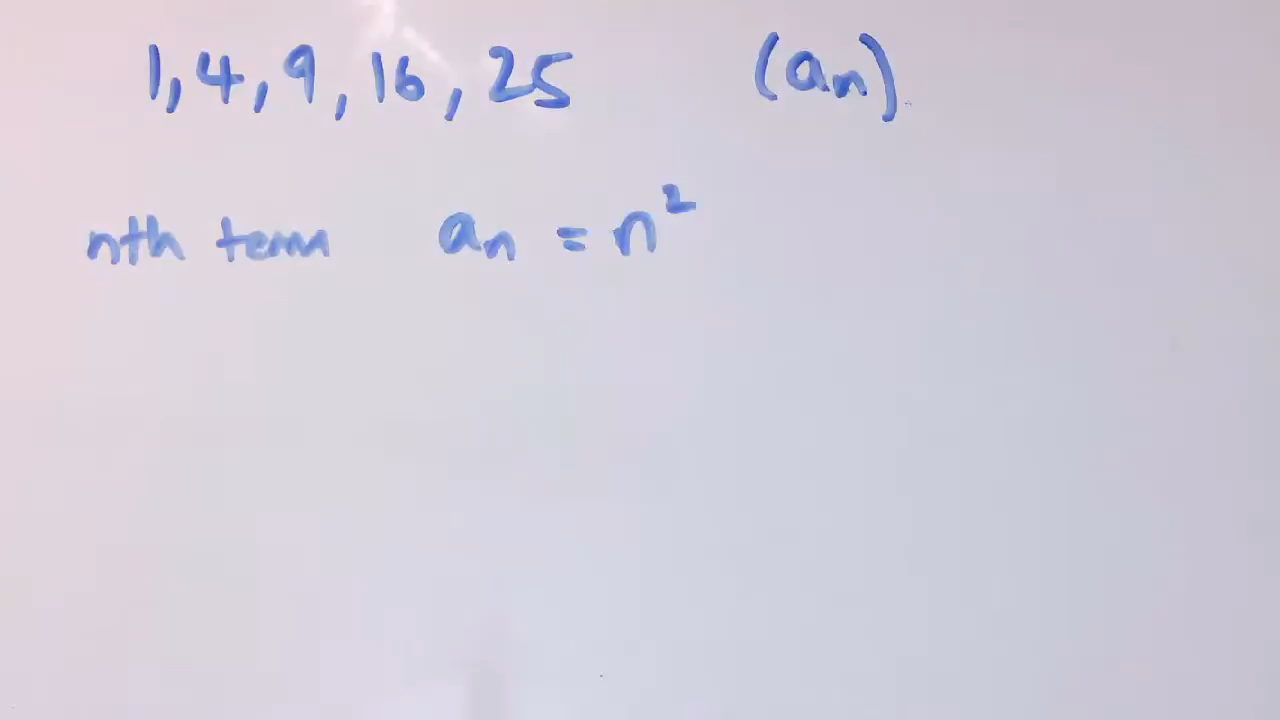 1, 4, 9, 16, 25 (aₙ)
nth term aₙ = n²